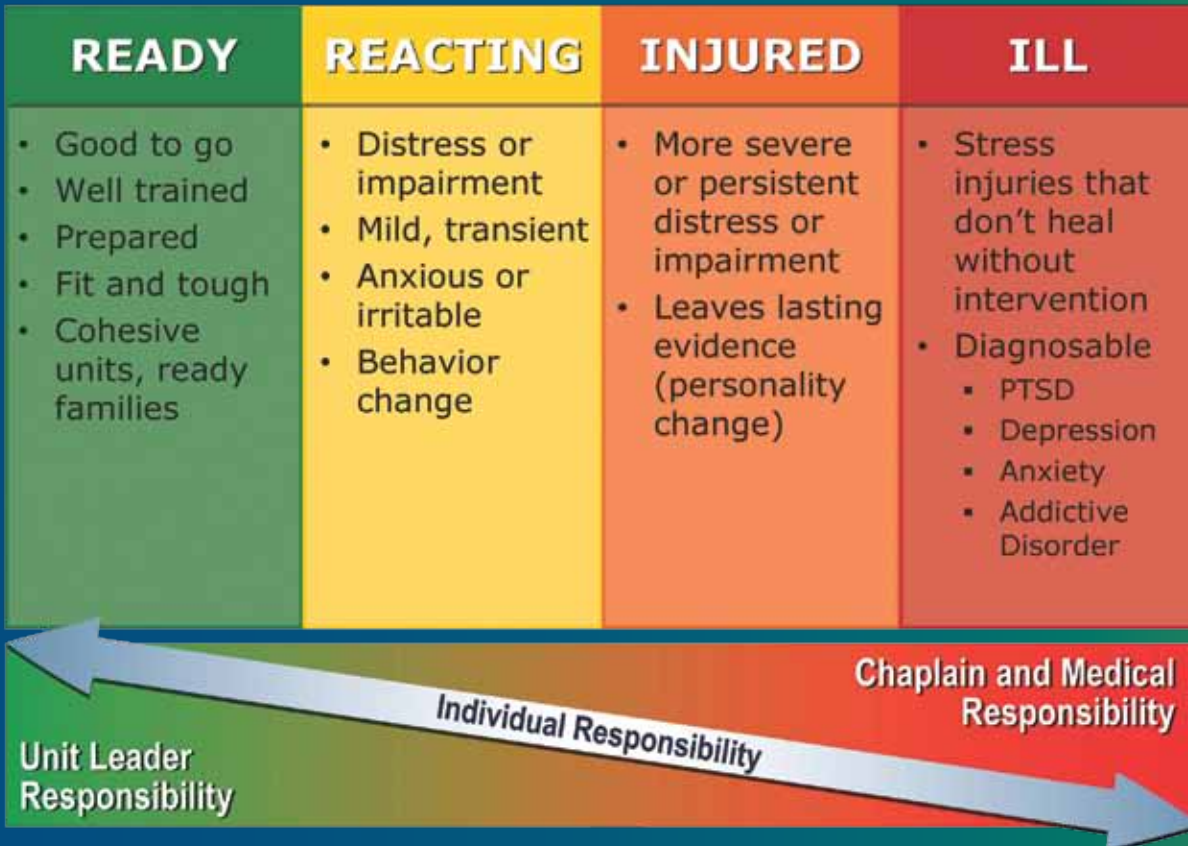 READY
• Good to go
• Well trained
• Prepared
• Fit and tough
• Cohesive
units, ready
families
REACTING
• Distress or
impairment
• Mild, transient
• Anxious or
irritable
• Behavior
change
INJURED
• More severe
or persistent
distress or
impairment
• Leaves lasting
evidence
(personality
change)
ILL
• Stress
injuries that
don’t heal
without
intervention
• Diagnosable
▪ PTSD
▪ Depression
▪ Anxiety
▪ Addictive
Disorder
Unit Leader
Responsibility
Individual Responsibility
Chaplain and Medical
Responsibility